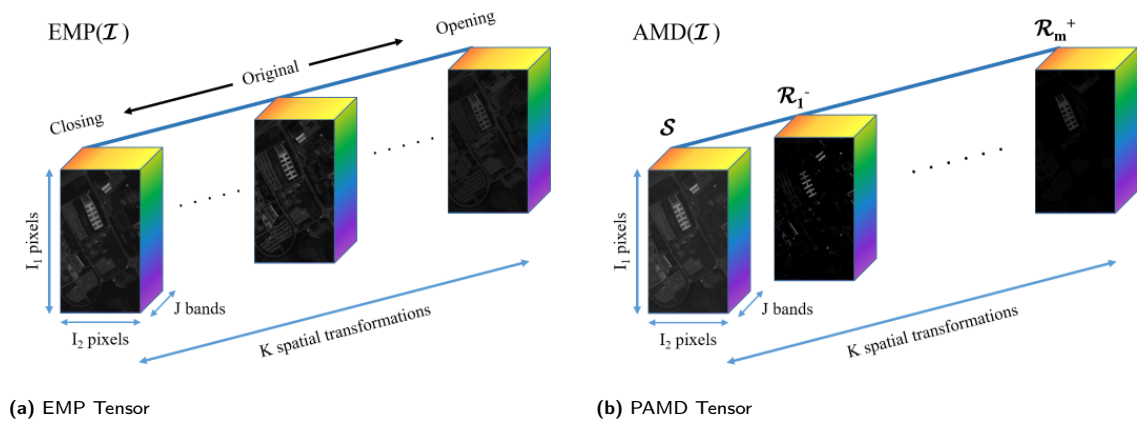 EMP(𝓘)
Opening
Original
Closing
I₁ pixels
I₂ pixels
J bands
K spatial transformations
(a) EMP Tensor
AMD(𝓘)
𝓡ₘ⁺
𝓡₁⁻
𝓢
I₁ pixels
I₂ pixels
J bands
K spatial transformations
(b) PAMD Tensor